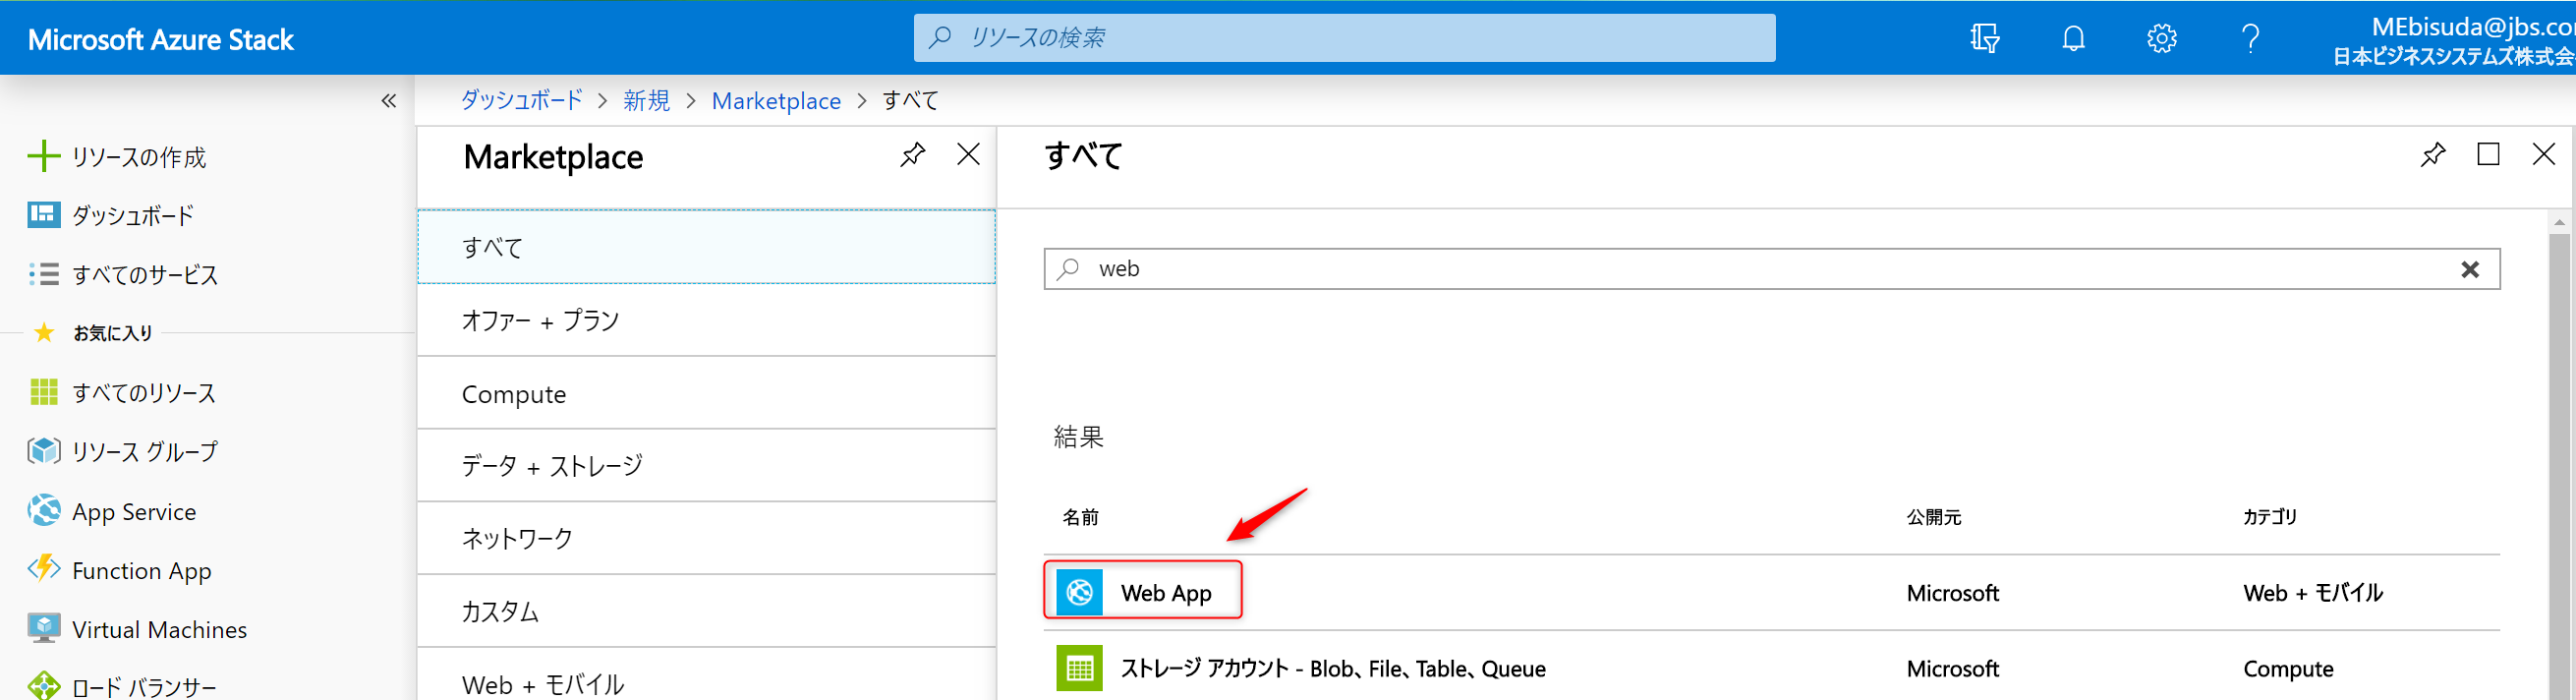 Microsoft Azure Stack
リソースの検索
MEbisuda@jbs.co
日本ビジネスシステムズ株式会
«
ダッシュボード > 新規 > Marketplace > すべて
リソースの作成
ダッシュボード
すべてのサービス
お気に入り
すべてのリソース
リソース グループ
App Service
Function App
Virtual Machines
ロード バランサー
Marketplace
すべて
オファー + プラン
Compute
データ + ストレージ
ネットワーク
カスタム
Web + モバイル
すべて
web
結果
名前 公開元 カテゴリ
Web App Microsoft Web + モバイル
ストレージ アカウント - Blob、File、Table、Queue Microsoft Compute